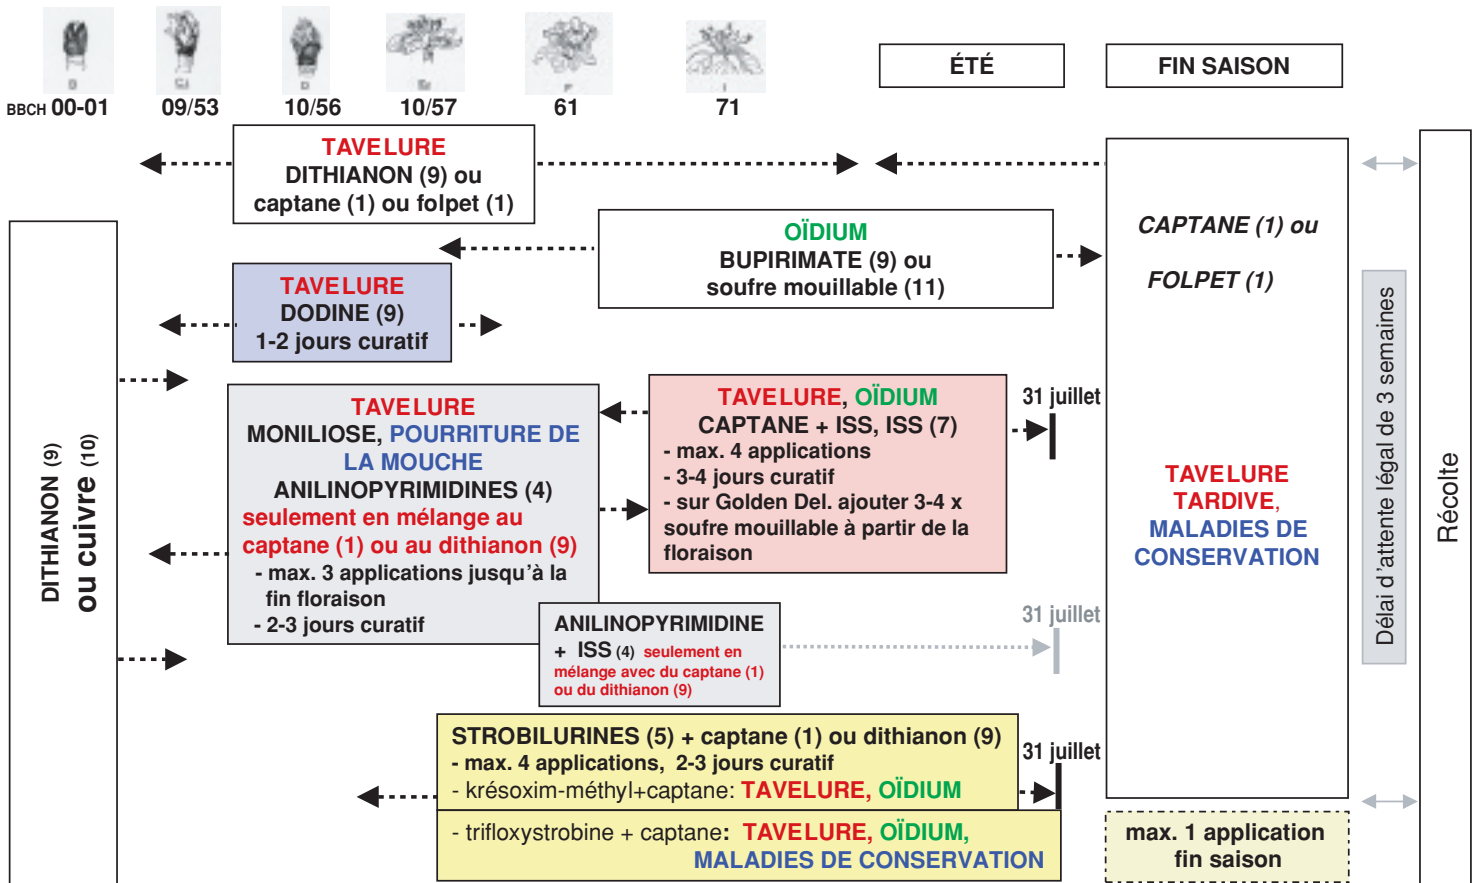 ÉTÉ
FIN SAISON
BBCH 00-01
09/53
10/56
10/57
61
71
TAVELURE
DITHIANON (9) ou
captane (1) ou folpet (1)
OÏDIUM
BUPIRIMATE (9) ou
soufre mouillable (11)
TAVELURE
DODINE (9)
1-2 jours curatif
DITHIANON (9)
ou cuivre (10)
TAVELURE
MONILIOSE, POURRITURE DE
LA MOUCHE
ANILINOPYRIMIDINES (4)
seulement en mélange au
captane (1) ou au dithianon (9)
- max. 3 applications jusqu'à la
fin floraison
- 2-3 jours curatif
TAVELURE, OÏDIUM
CAPTANE + ISS, ISS (7)
- max. 4 applications
- 3-4 jours curatif
- sur Golden Del. ajouter 3-4 x
soufre mouillable à partir de la
floraison
31 juillet
ANILINOPYRIMIDINE
+ ISS (4) seulement en
mélange avec du captane (1)
ou du dithianon (9)
31 juillet
STROBILURINES (5) + captane (1) ou dithianon (9)
- max. 4 applications, 2-3 jours curatif
- krésoxim-méthyl+captane: TAVELURE, OÏDIUM
- trifloxystrobine + captane: TAVELURE, OÏDIUM,
MALADIES DE CONSERVATION
31 juillet
CAPTANE (1) ou
FOLPET (1)
TAVELURE
TARDIVE,
MALADIES DE
CONSERVATION
max. 1 application
fin saison
Délai d'attente légal de 3 semaines
Récolte